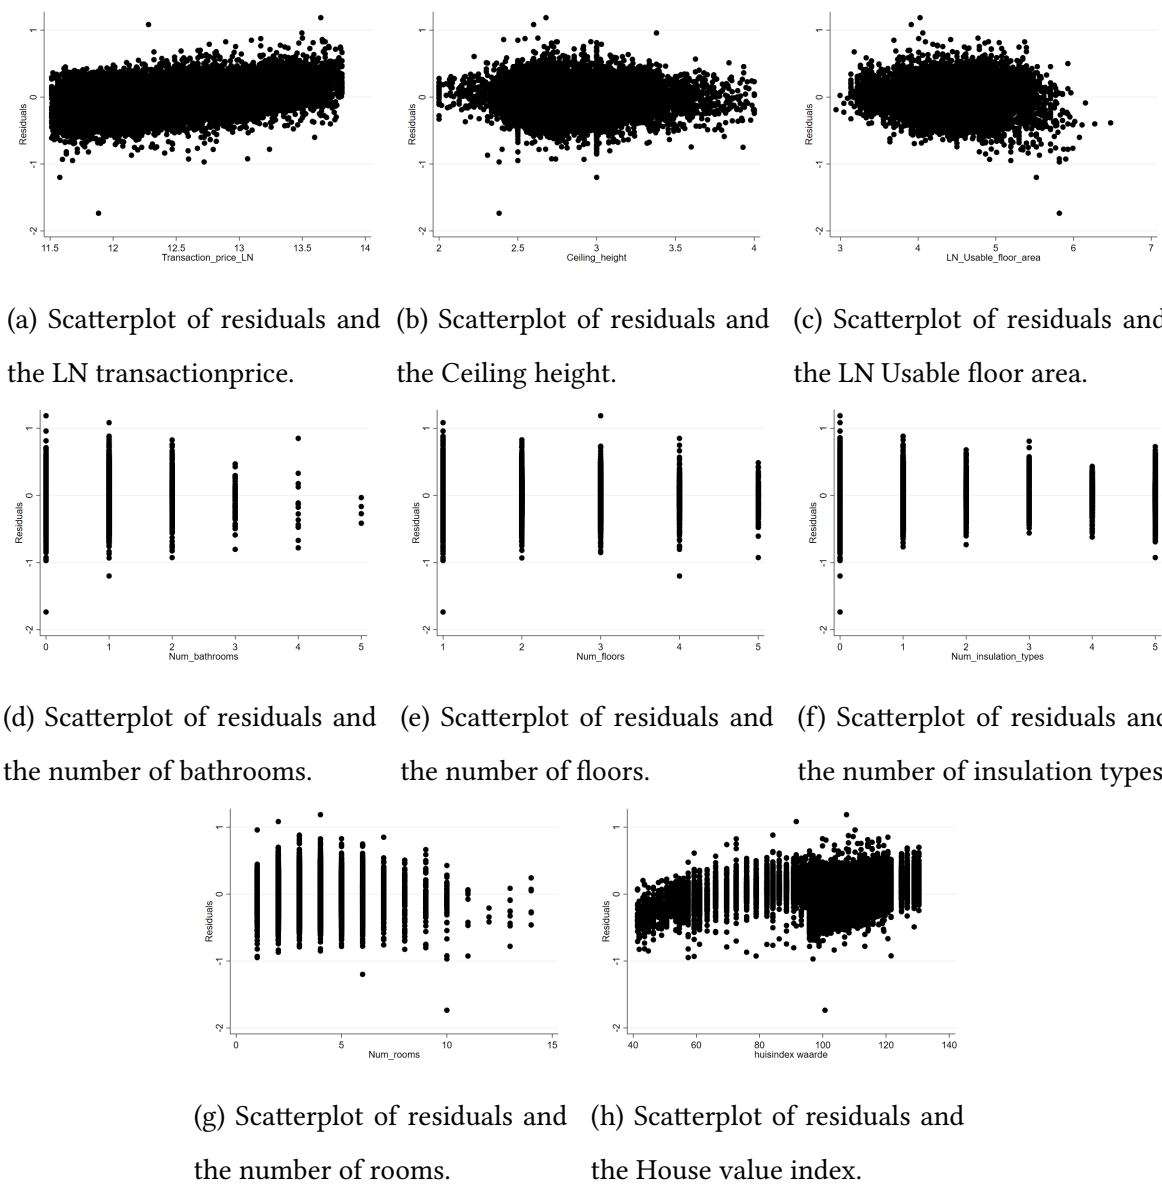 Residuals
1
0
-1
-2
11.5 12 12.5 13 13.5 14
Transaction_price_LN
Residuals
1
0
-1
-2
2 2.5 3 3.5 4
Ceiling_height
Residuals
1
0
-1
-2
3 4 5 6 7
LN_Usable_floor_area
(a) Scatterplot of residuals and
the LN transactionprice.
(b) Scatterplot of residuals and
the Ceiling height.
(c) Scatterplot of residuals and
the LN Usable floor area.
Residuals
1
0
-1
-2
0 1 2 3 4 5
Num_bathrooms
Residuals
1
0
-1
-2
1 2 3 4 5
Num_floors
Residuals
1
0
-1
-2
0 1 2 3 4 5
Num_insulation_types
(d) Scatterplot of residuals and
the number of bathrooms.
(e) Scatterplot of residuals and
the number of floors.
(f) Scatterplot of residuals and
the number of insulation types
Residuals
1
0
-1
-2
0 5 10 15
Num_rooms
Residuals
1
0
-1
-2
40 60 80 100 120 140
huisindex waarde
(g) Scatterplot of residuals and
the number of rooms.
(h) Scatterplot of residuals and
the House value index.